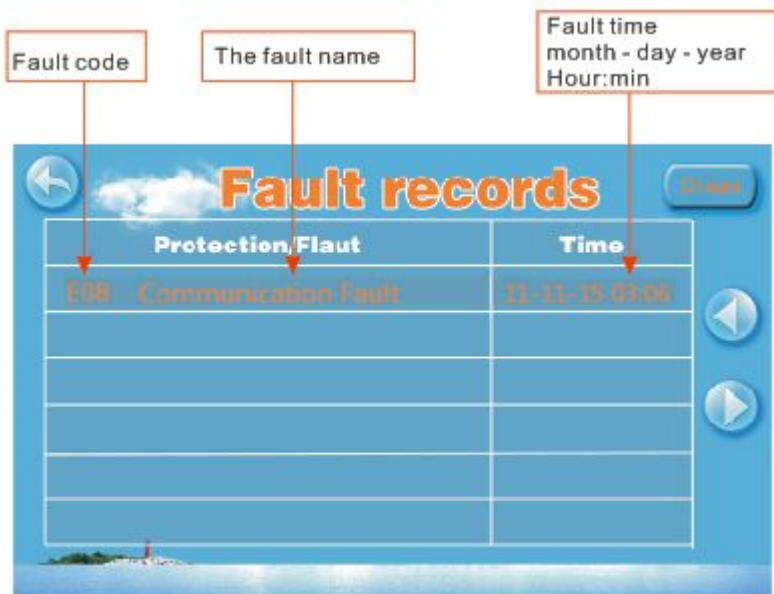 Fault code
The fault name
Fault time
month - day - year
Hour:min
Fault records
Protection/Flaut
Time
E08 Communication Fault
11-11-15 03:06